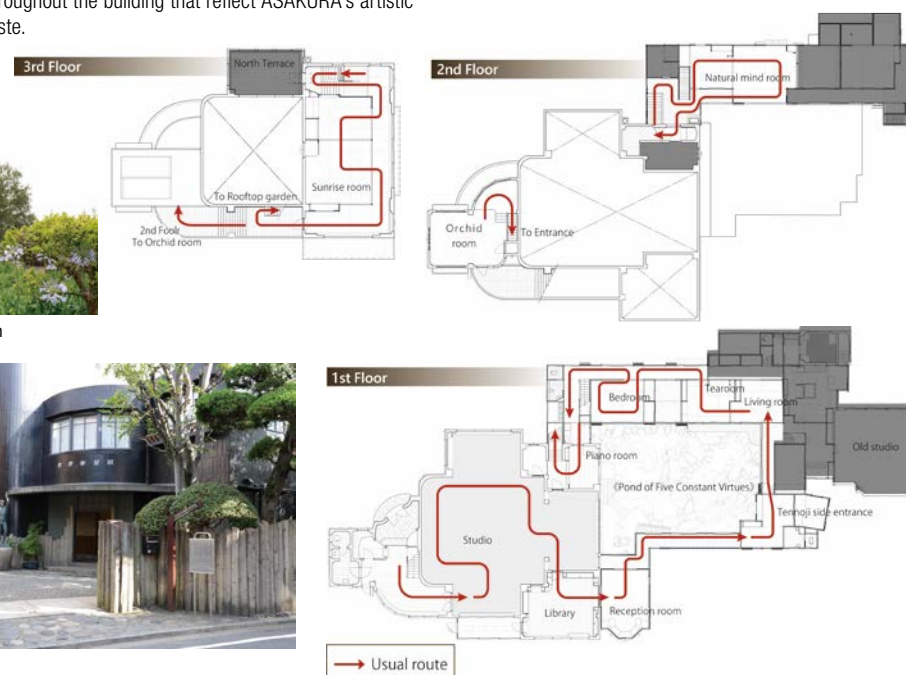 throughout the building that reflect ASAKURA's artistic
ste.
3rd Floor
North Terrace
Sunrise room
To Rooftop garden
2nd Foolr
To Orchid room
2nd Floor
Natural mind room
Orchid
room
To Entrance
n
1st Floor
Bedroom
Tearoom
Living room
Old studio
Piano room
《Pond of Five Constant Virtues》
Tennoji side entrance
Studio
Library
Reception room
Usual route